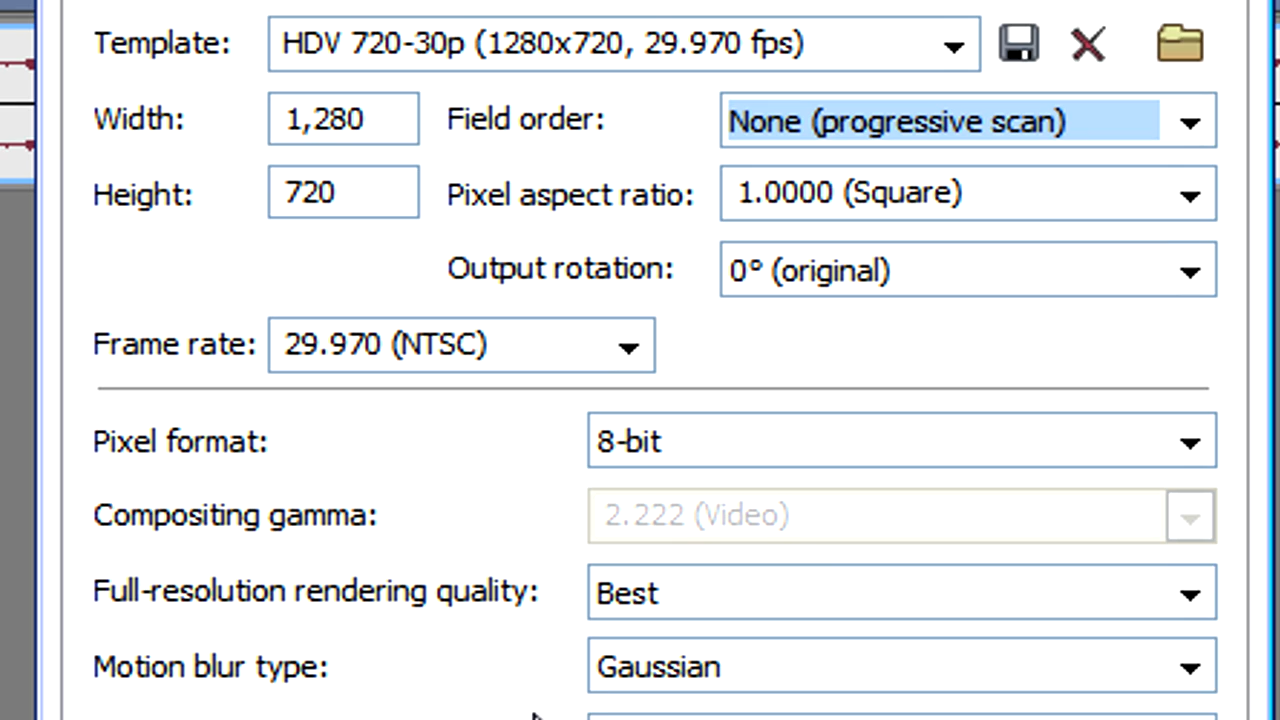 Template: HDV 720-30p (1280x720, 29.970 fps)
Width: 1,280 Field order: None (progressive scan)
Height: 720 Pixel aspect ratio: 1.0000 (Square)
Output rotation: 0° (original)
Frame rate: 29.970 (NTSC)
Pixel format: 8-bit
Compositing gamma: 2.222 (Video)
Full-resolution rendering quality: Best
Motion blur type: Gaussian